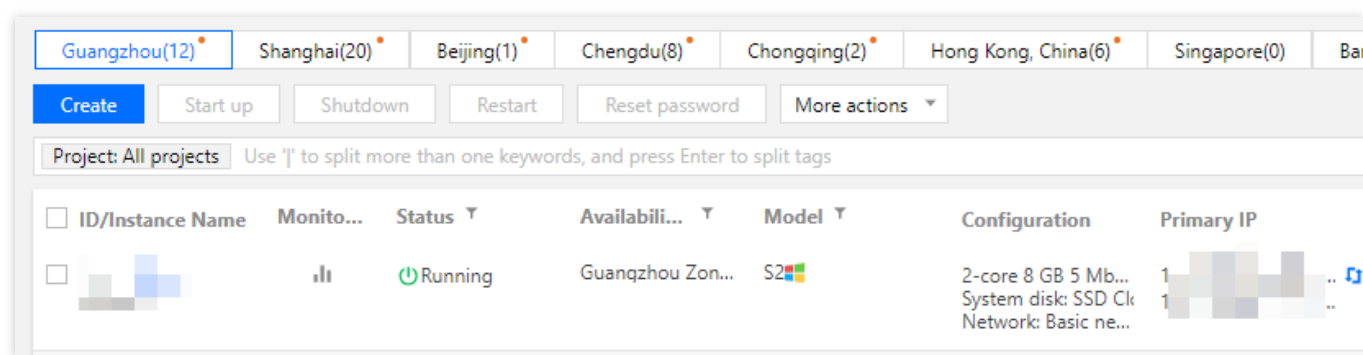 Guangzhou(12) Shanghai(20) Beijing(1) Chengdu(8) Chongqing(2) Hong Kong, China(6) Singapore(0)
Create Start up Shutdown Restart Reset password More actions
Project: All projects Use '|' to split more than one keywords, and press Enter to split tags
ID/Instance Name Monito... Status Availabili... Model Configuration Primary IP
Running Guangzhou Zon... S2 2-core 8 GB 5 Mb...
System disk: SSD Clo
Network: Basic ne...